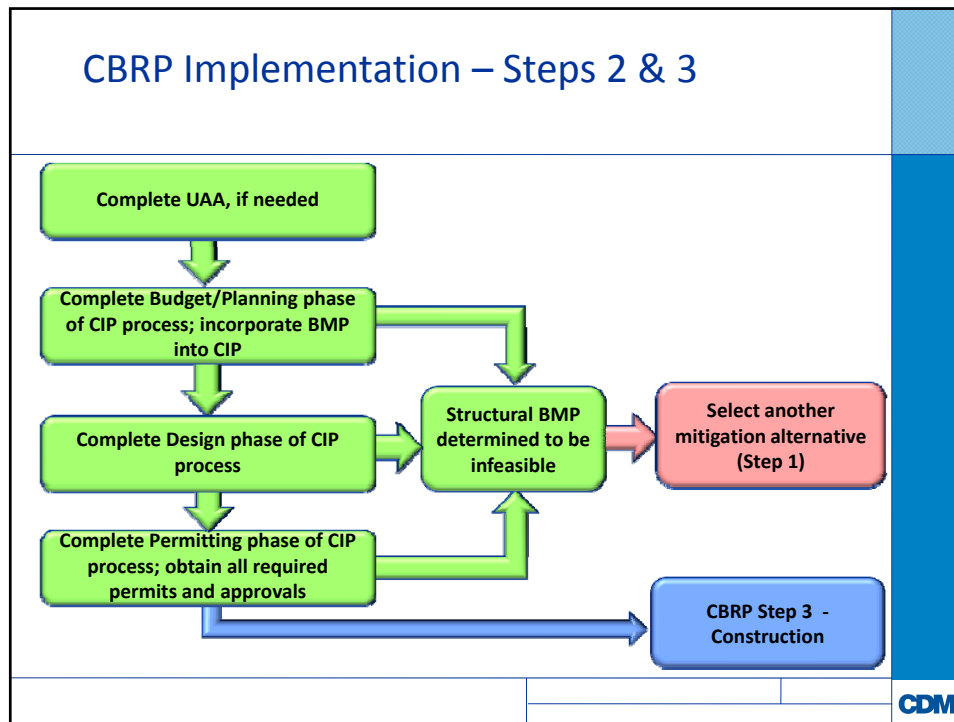 CBRP Implementation – Steps 2 & 3
Complete UAA, if needed
Complete Budget/Planning phase
of CIP process; incorporate BMP
into CIP
Complete Design phase of CIP
process
Complete Permitting phase of CIP
process; obtain all required
permits and approvals
Structural BMP
determined to be
infeasible
Select another
mitigation alternative
(Step 1)
CBRP Step 3 -
Construction
CDM